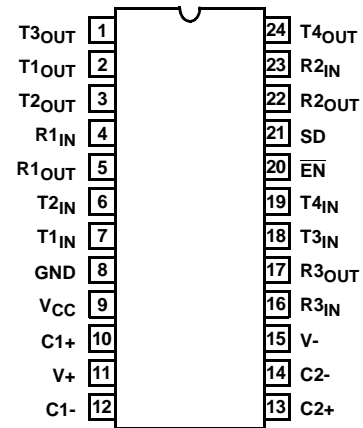 T3OUT 1 24 T4OUT
T1OUT 2 23 R2IN
T2OUT 3 22 R2OUT
R1IN 4 21 SD
R1OUT 5 20 EN
T2IN 6 19 T4IN
T1IN 7 18 T3IN
GND 8 17 R3OUT
VCC 9 16 R3IN
C1+ 10 15 V-
V+ 11 14 C2-
C1- 12 13 C2+